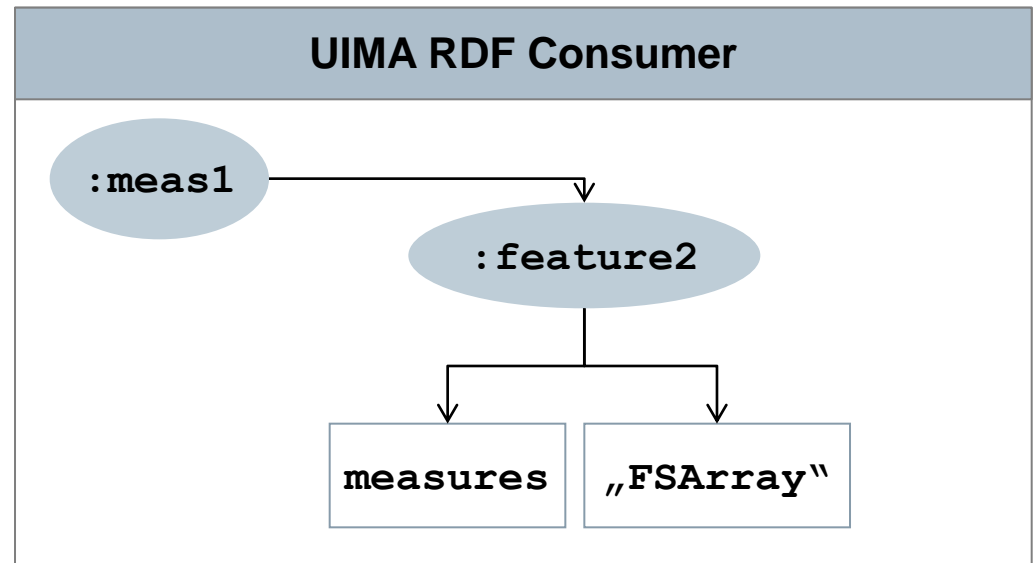 UIMA RDF Consumer
:meas1
:feature2
measures
„FSArray“